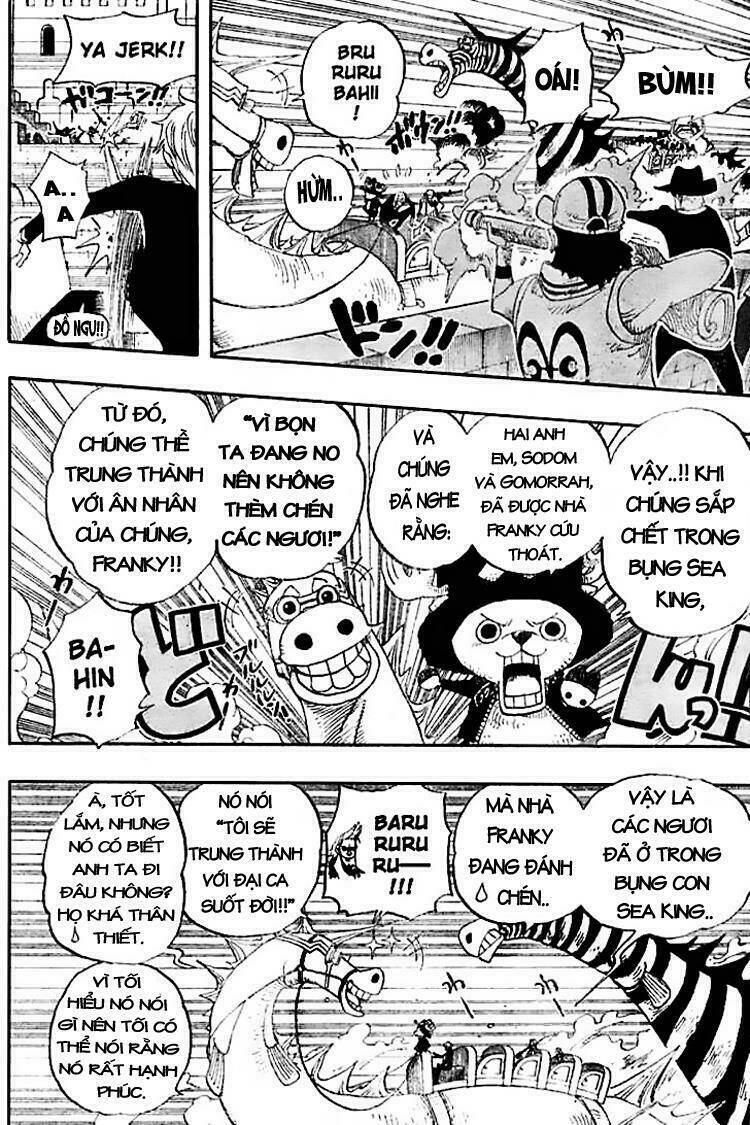 BÙM!!
OÁI!
BRU
RURU
BAHII
!
HỪM..
YA JERK!!
A..
A
ĐỒ NGU!!
VẬY..!! KHI
CHÚNG SẮP
CHẾT TRONG
BỤNG SEA
KING,
HAI ANH
EM, SODOM
VÀ GOMORRAH,
ĐÃ ĐƯỢC NHÀ
FRANKY CỨU
THOÁT.
VÀ
CHÚNG
ĐÃ NGHE
RẰNG:
"VÌ BỌN
TA ĐANG NO
NÊN KHÔNG
THÈM CHÉN
CÁC NGƯƠI!"
TỪ ĐÓ,
CHÚNG THỀ
TRUNG THÀNH
VỚI ÂN NHÂN
CỦA CHÚNG,
FRANKY!!
BA-
HIN
!!
VẬY LÀ
CÁC NGƯƠI
ĐÃ Ở TRONG
BỤNG CON
SEA KING..
MÀ NHÀ
FRANKY
ĐANG ĐÁNH
CHÉN..
BARU
RURU
RU—
!!!
NÓ NÓI
"TÔI SẼ
TRUNG THÀNH
VỚI ĐẠI CA
SUỐT ĐỜI!!"
À, TỐT
LẮM, NHƯNG
NÓ CÓ BIẾT
ANH TA ĐI
ĐÂU KHÔNG?
HỌ KHÁ THÂN
THIẾT.
VÌ TỐI
HIỂU NÓ NÓI
GÌ NÊN TỐI CÓ
THỂ NÓI RẰNG
NÓ RẤT HẠNH
PHÚC.